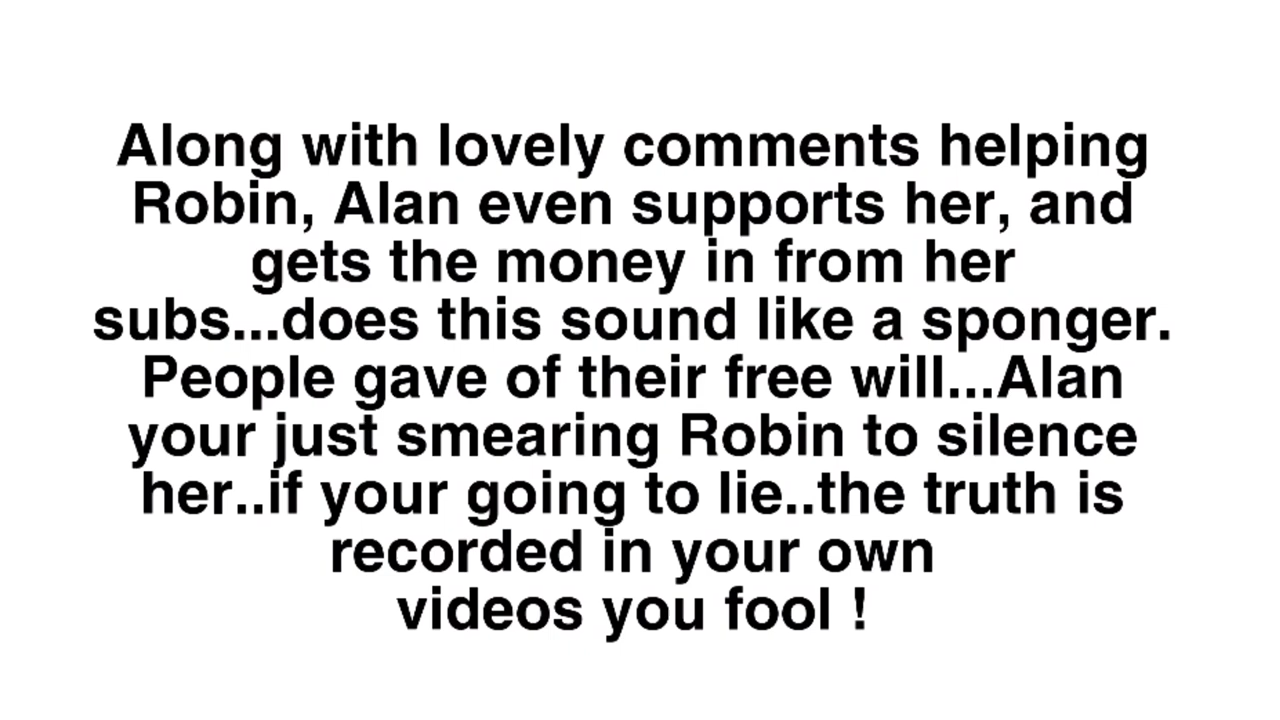 Along with lovely comments helping
Robin, Alan even supports her, and
gets the money in from her
subs...does this sound like a sponger.
People gave of their free will...Alan
your just smearing Robin to silence
her..if your going to lie..the truth is
recorded in your own
videos you fool !